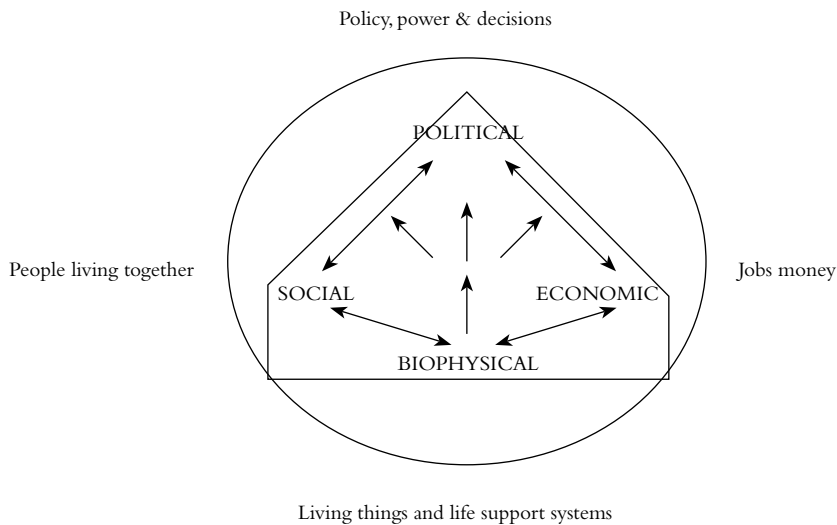 Policy, power & decisions
POLITICAL
People living together
Jobs money
SOCIAL
ECONOMIC
BIOPHYSICAL
Living things and life support systems